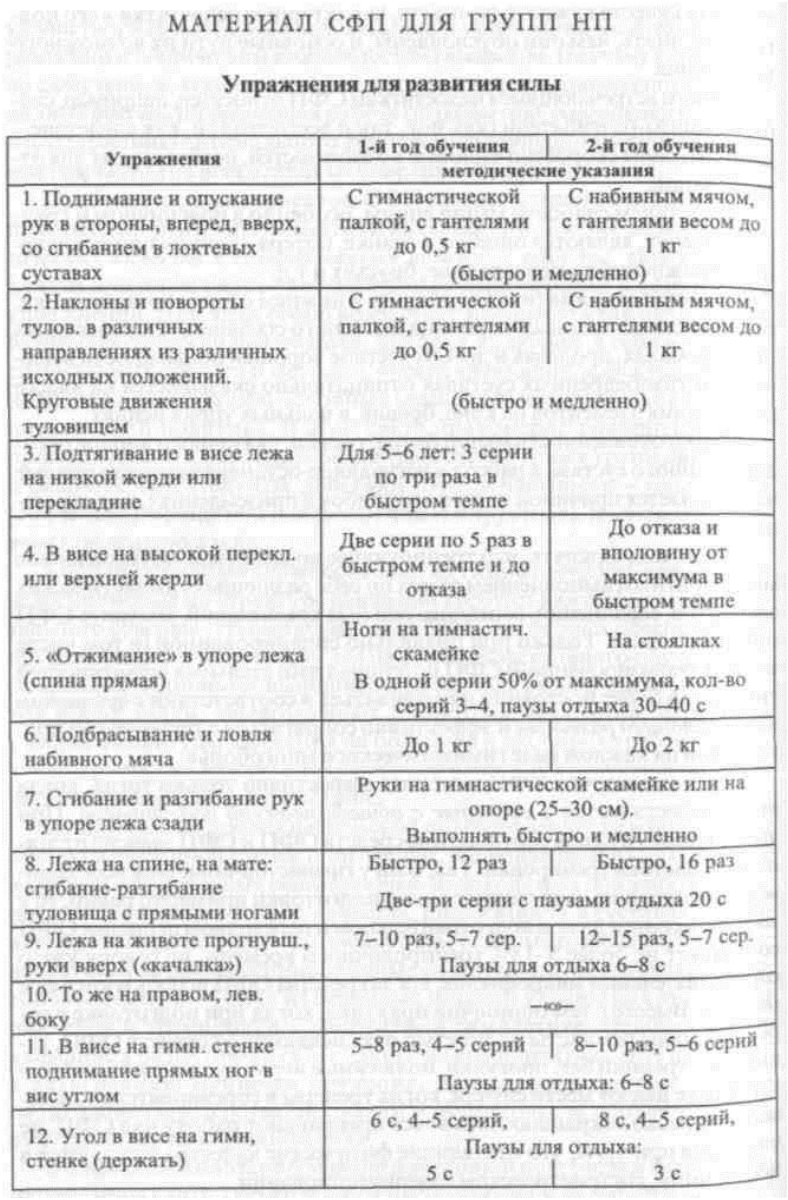 МАТЕРИАЛ СФП ДЛЯ ГРУПП НП
Упражнения для развития силы
Упражнения
1-й год обучения
2-й год обучения
методические указания
1. Поднимание и опускание
рук в стороны, вперед, вверх,
со сгибанием в локтевых
суставах
С гимнастической
палкой, с гантелями
до 0,5 кг
С набивным мячом,
с гантелями весом до
1 кг
(быстро и медленно)
2. Наклоны и повороты
тулов. в различных
направлениях из различных
исходных положений.
Круговые движения
туловищем
С гимнастической
палкой, с гантелями
до 0,5 кг
С набивным мячом,
с гантелями весом до
1 кг
(быстро и медленно)
3. Подтягивание в висе лежа
на низкой жерди или
перекладине
Для 5–6 лет: 3 серии
по три раза в
быстром темпе
4. В висе на высокой перекл.
или верхней жерди
Две серии по 5 раз в
быстром темпе и до
отказа
До отказа и
вполовину от
максимума в
быстром темпе
5. «Отжимание» в упоре лежа
(спина прямая)
Ноги на гимнастич.
скамейке
На стоялках
В одной серии 50% от максимума, кол-во
серий 3–4, паузы отдыха 30–40 с
6. Подбрасывание и ловля
набивного мяча
До 1 кг
До 2 кг
7. Сгибание и разгибание рук
в упоре лежа сзади
Руки на гимнастической скамейке или на
опоре (25–30 см).
Выполнять быстро и медленно
8. Лежа на спине, на мате:
сгибание-разгибание
туловища с прямыми ногами
Быстро, 12 раз
Быстро, 16 раз
Две-три серии с паузами отдыха 20 с
9. Лежа на животе прогнувш.,
руки вверх («качалка»)
7–10 раз, 5–7 сер.
12–15 раз, 5–7 сер.
Паузы для отдыха 6–8 с
10. То же на правом, лев.
боку
–«»–
11. В висе на гимн. стенке
поднимание прямых ног в
вис углом
5–8 раз, 4–5 серий
8–10 раз, 5–6 серий
Паузы для отдыха: 6–8 с
12. Угол в висе на гимн,
стенке (держать)
6 с, 4–5 серий,
8 с, 4–5 серий,
Паузы для отдыха:
5 с
3 с